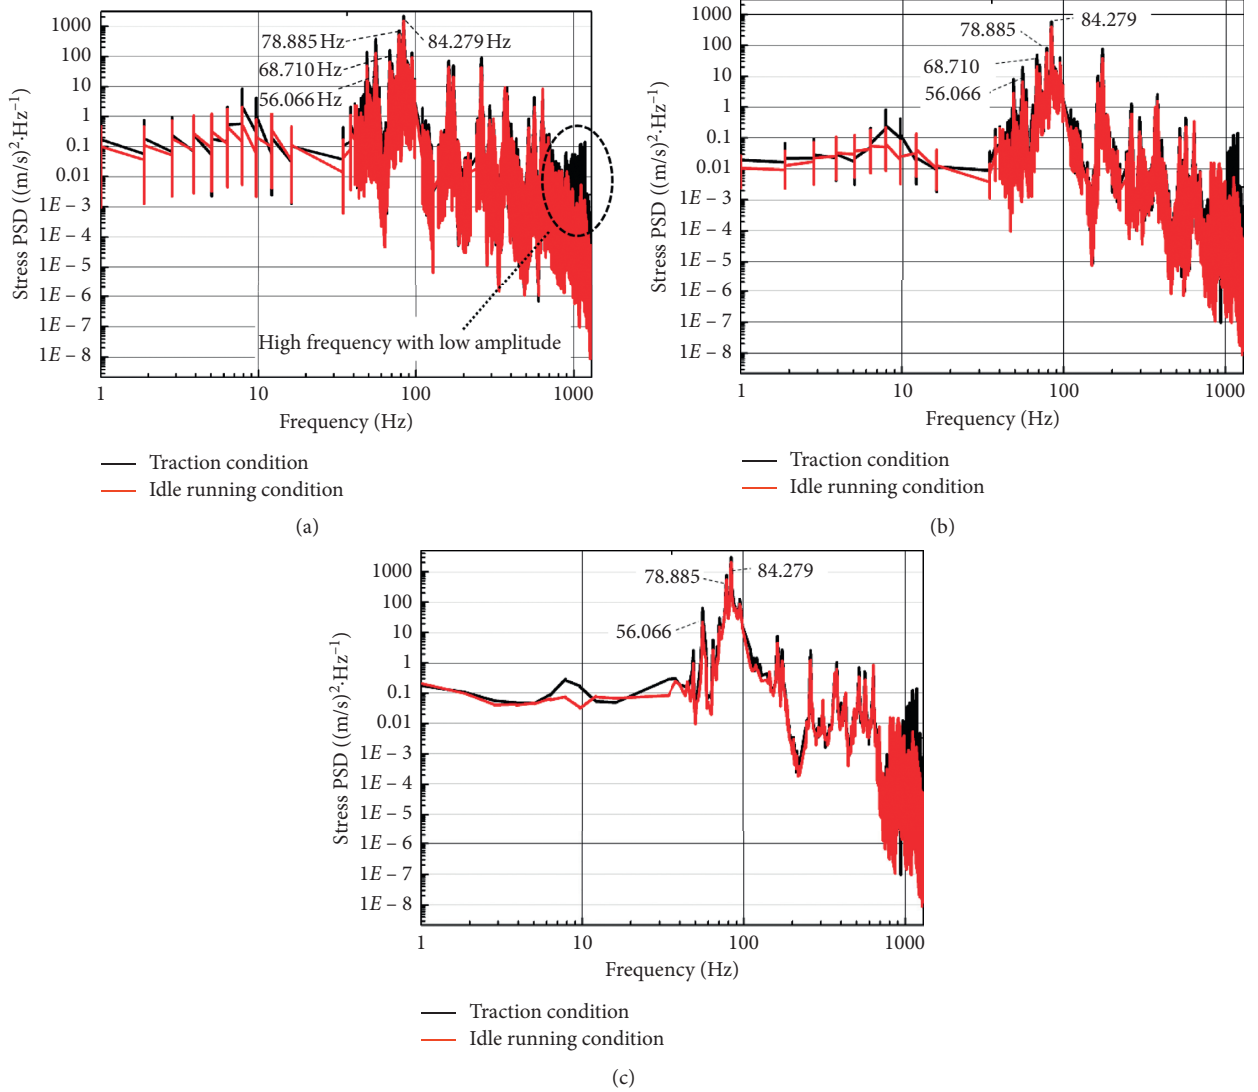 1000
100
10
1
0.1
0.01
1E – 3
1E – 4
1E – 5
1E – 6
1E – 7
1E – 8
Stress PSD ((m/s)²·Hz⁻¹)
78.885 Hz
84.279 Hz
68.710 Hz
56.066 Hz
High frequency with low amplitude
1 10 100 1000
Frequency (Hz)
Traction condition
Idle running condition
(a)
1000
100
10
1
0.1
0.01
1E – 3
1E – 4
1E – 5
1E – 6
1E – 7
1E – 8
Stress PSD ((m/s)²·Hz⁻¹)
84.279
78.885
68.710
56.066
1 10 100 1000
Frequency (Hz)
Traction condition
Idle running condition
(b)
1000
100
10
1
0.1
0.01
1E – 3
1E – 4
1E – 5
1E – 6
1E – 7
1E – 8
Stress PSD ((m/s)²·Hz⁻¹)
78.885
84.279
56.066
1 10 100 1000
Frequency (Hz)
Traction condition
Idle running condition
(c)